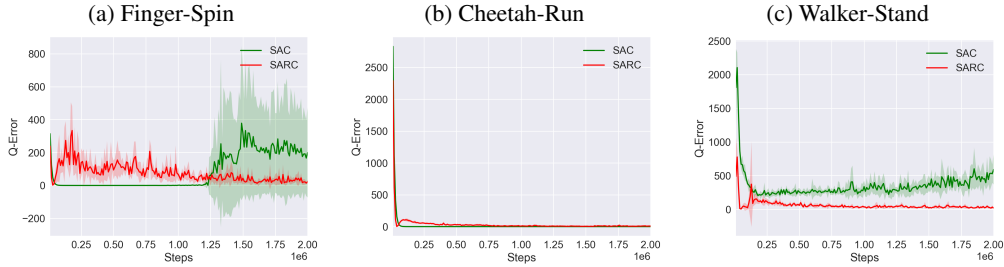 (a) Finger-Spin
800
600
400
200
0
−200
Q-Error
SAC
SARC
0.25 0.50 0.75 1.00 1.25 1.50 1.75 2.00
Steps
1e6
(b) Cheetah-Run
2500
2000
1500
1000
500
0
Q-Error
SAC
SARC
0.25 0.50 0.75 1.00 1.25 1.50 1.75 2.00
Steps
1e6
(c) Walker-Stand
2500
2000
1500
1000
500
0
Q-Error
SAC
SARC
0.25 0.50 0.75 1.00 1.25 1.50 1.75 2.00
Steps
1e6